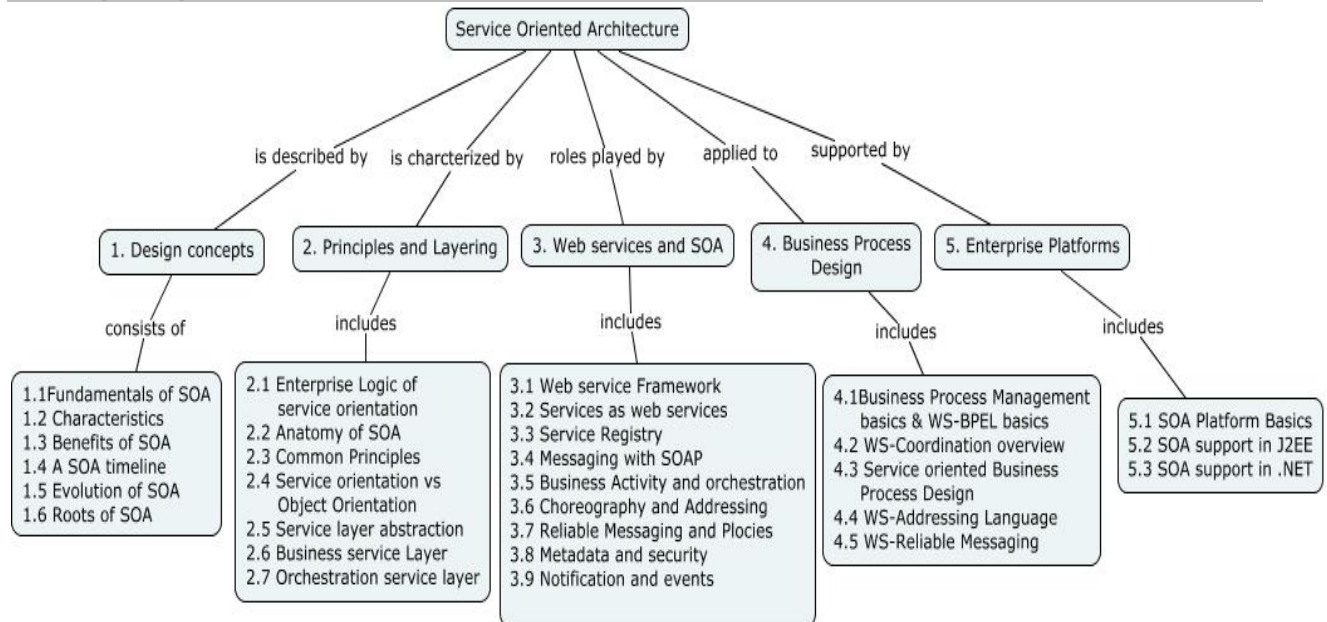 Service Oriented Architecture
is described by
is charcterized by
roles played by
applied to
supported by
1. Design concepts
2. Principles and Layering
3. Web services and SOA
4. Business Process
Design
5. Enterprise Platforms
consists of
includes
includes
includes
includes
1.1Fundamentals of SOA
1.2 Characteristics
1.3 Benefits of SOA
1.4 A SOA timeline
1.5 Evolution of SOA
1.6 Roots of SOA
2.1 Enterprise Logic of
service orientation
2.2 Anatomy of SOA
2.3 Common Principles
2.4 Service orientation vs
Object Orientation
2.5 Service layer abstraction
2.6 Business service Layer
2.7 Orchestration service layer
3.1 Web service Framework
3.2 Services as web services
3.3 Service Registry
3.4 Messaging with SOAP
3.5 Business Activity and orchestration
3.6 Choreography and Addressing
3.7 Reliable Messaging and Plocies
3.8 Metadata and security
3.9 Notification and events
4.1Business Process Management
basics & WS-BPEL basics
4.2 WS-Coordination overview
4.3 Service oriented Business
Process Design
4.4 WS-Addressing Language
4.5 WS-Reliable Messaging
5.1 SOA Platform Basics
5.2 SOA support in J2EE
5.3 SOA support in .NET